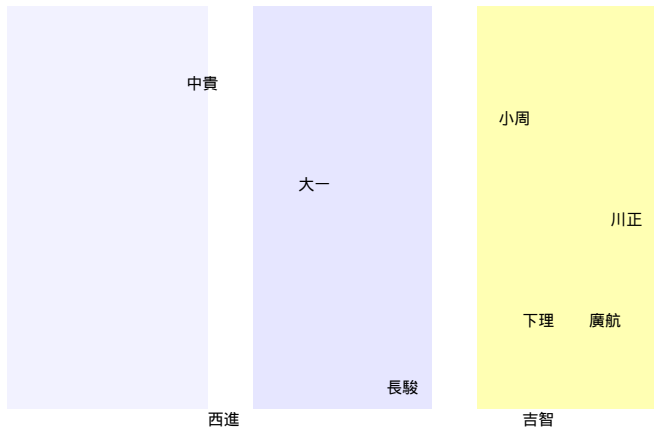 中貴
小周
大一
川正
下理
廣航
長駿
西進
吉智